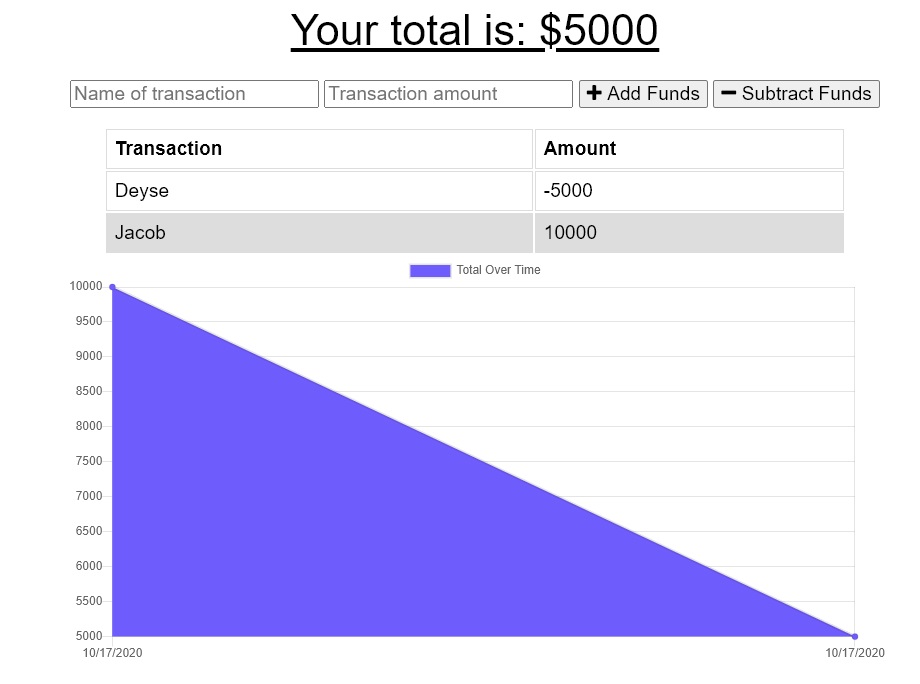 Your total is: $5000
Name of transaction Transaction amount Add Funds Subtract Funds
Transaction Amount
Deyse -5000
Jacob 10000
Total Over Time
10000
9500
9000
8500
8000
7500
7000
6500
6000
5500
5000
10/17/2020 10/17/2020